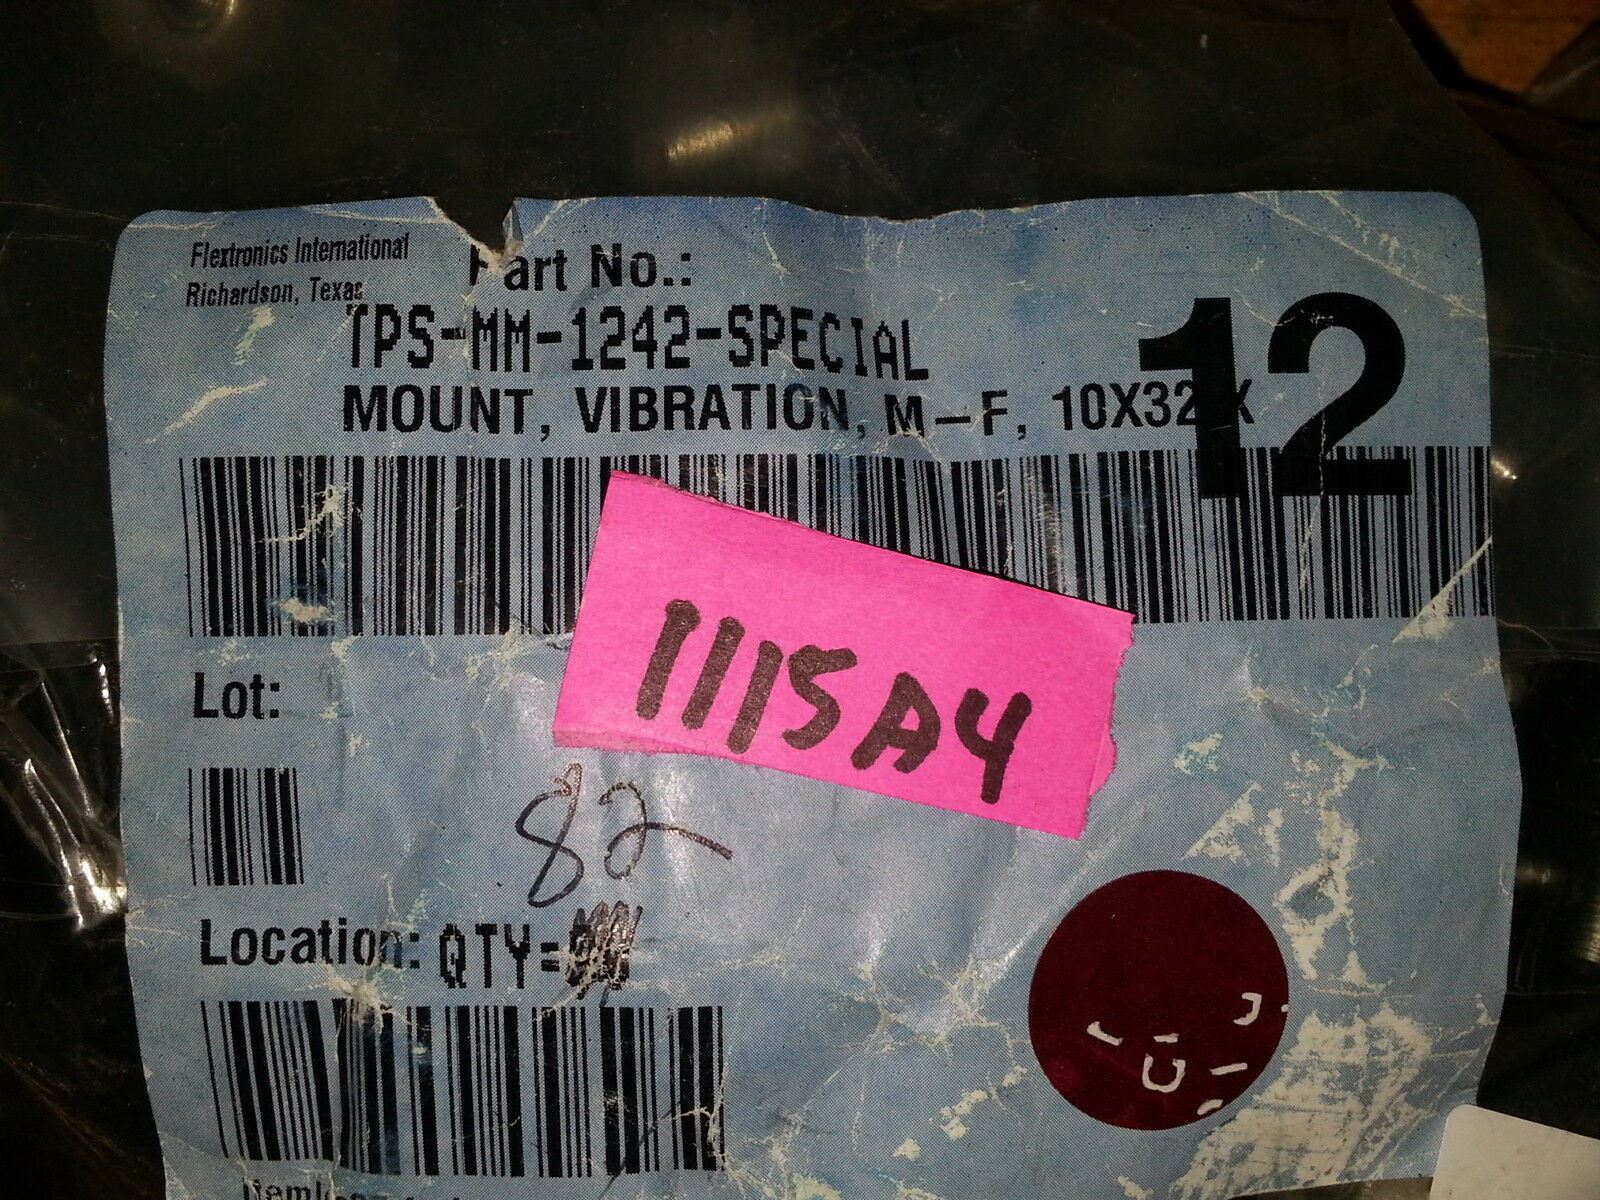 Flextronics International
Richardson, Texas
Part No.:
12
TPS-MM-1242-SPECIAL
MOUNT, VIBRATION, M-F, 10X32 X
1115A4
Lot:
82
Location: QTY=